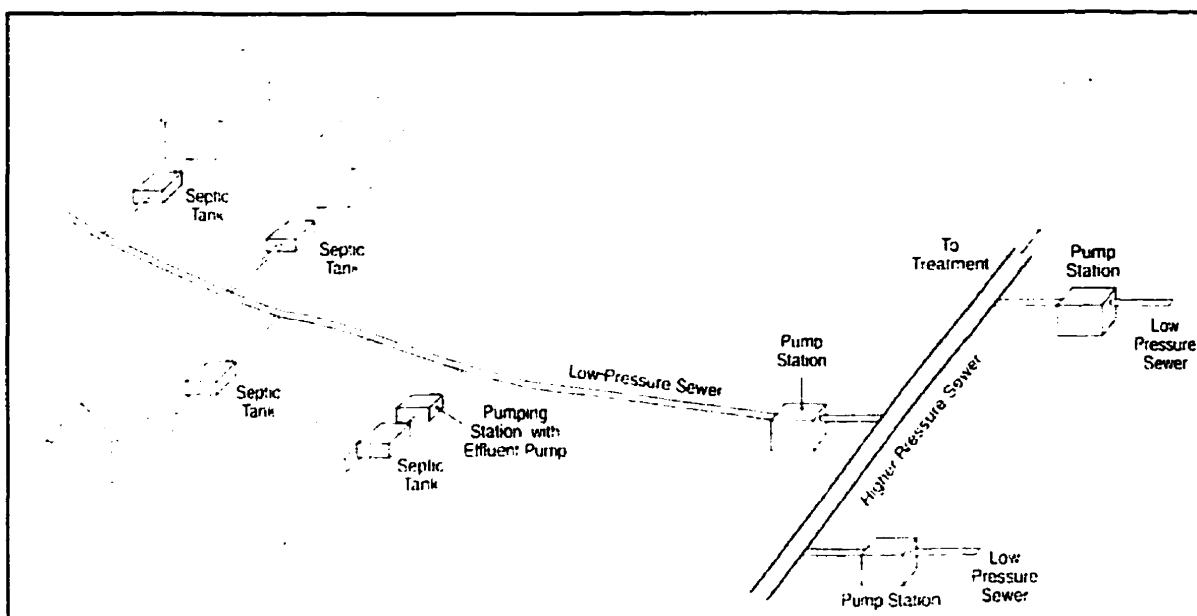 Septic
Tank
Septic
Tank
To
Treatment
Pump
Station
Low
Pressure
Sewer
Pump
Station
Low-Pressure Sewer
Septic
Tank
Pumping
Station with
Effluent Pump
Septic
Tank
Higher Pressure Sewer
Low
Pressure
Sewer
Pump Station